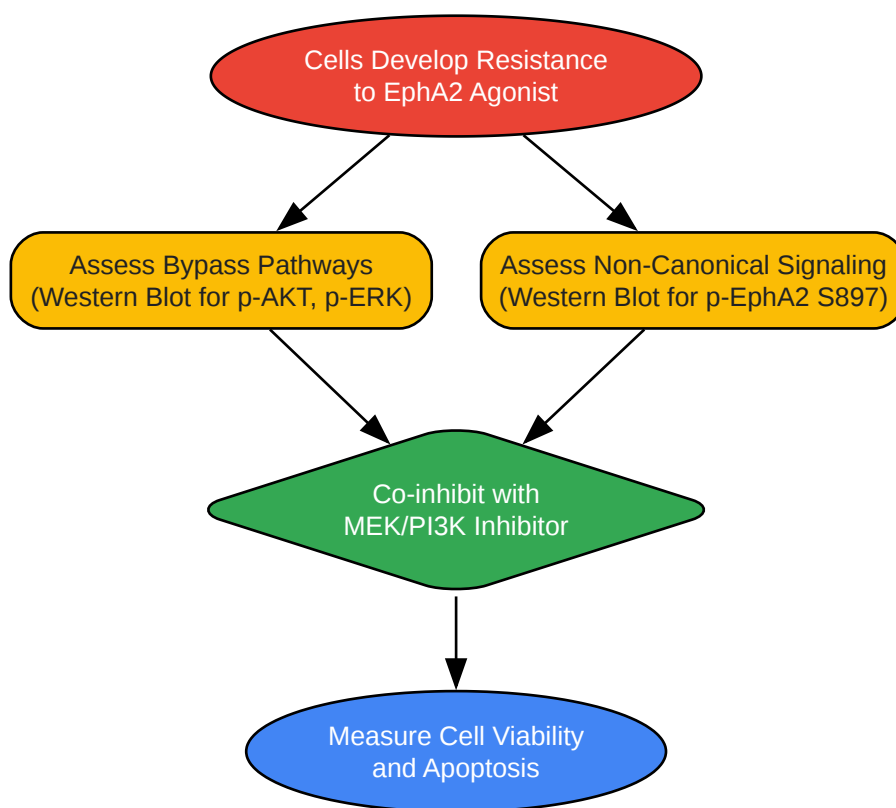 Cells Develop Resistance
to EphA2 Agonist
Assess Bypass Pathways
(Western Blot for p-AKT, p-ERK)
Assess Non-Canonical Signaling
(Western Blot for p-EphA2 S897)
Co-inhibit with
MEK/PI3K Inhibitor
Measure Cell Viability
and Apoptosis